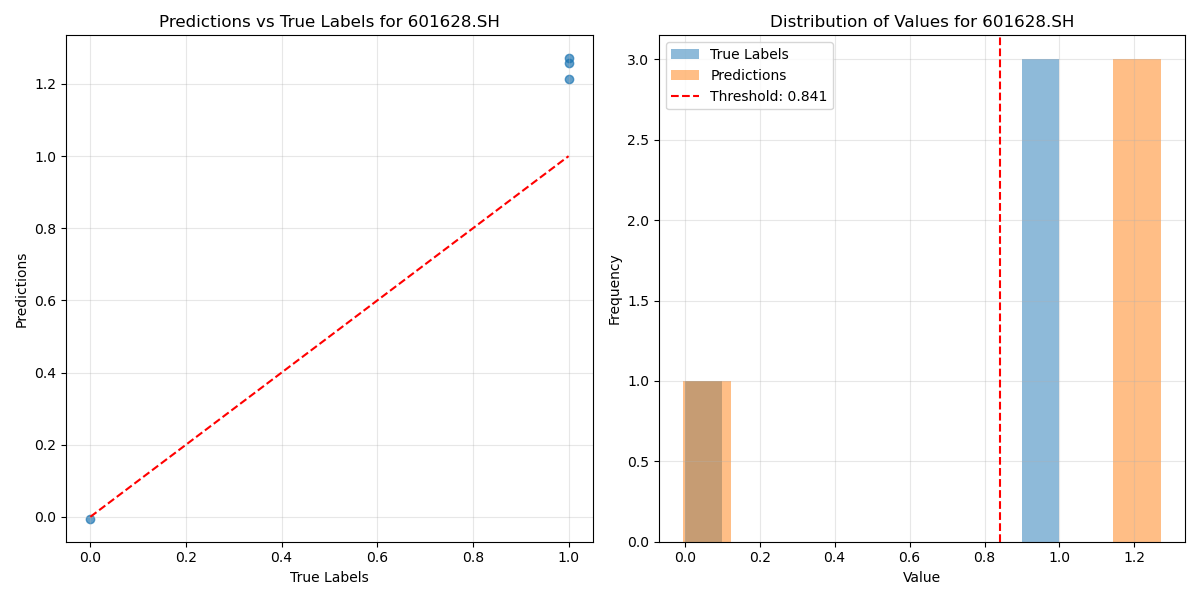 Predictions vs True Labels for 601628.SH
1.2
1.0
0.8
0.6
0.4
0.2
0.0
Predictions
0.0 0.2 0.4 0.6 0.8 1.0
True Labels
Distribution of Values for 601628.SH
True Labels
Predictions
Threshold: 0.841
3.0
2.5
2.0
1.5
1.0
0.5
0.0
Frequency
0.0 0.2 0.4 0.6 0.8 1.0 1.2
Value